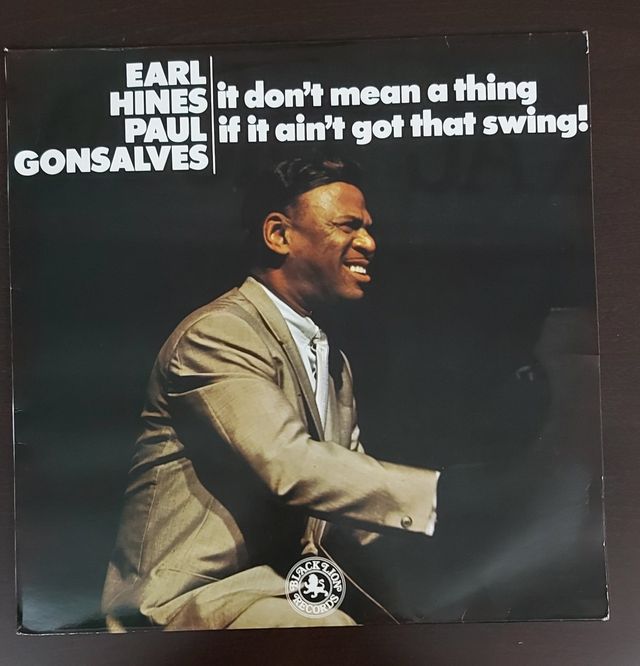 EARL
HINES
PAUL
GONSALVES
it don't mean a thing
if it ain't got that swing!
BLACK LION
RECORDS